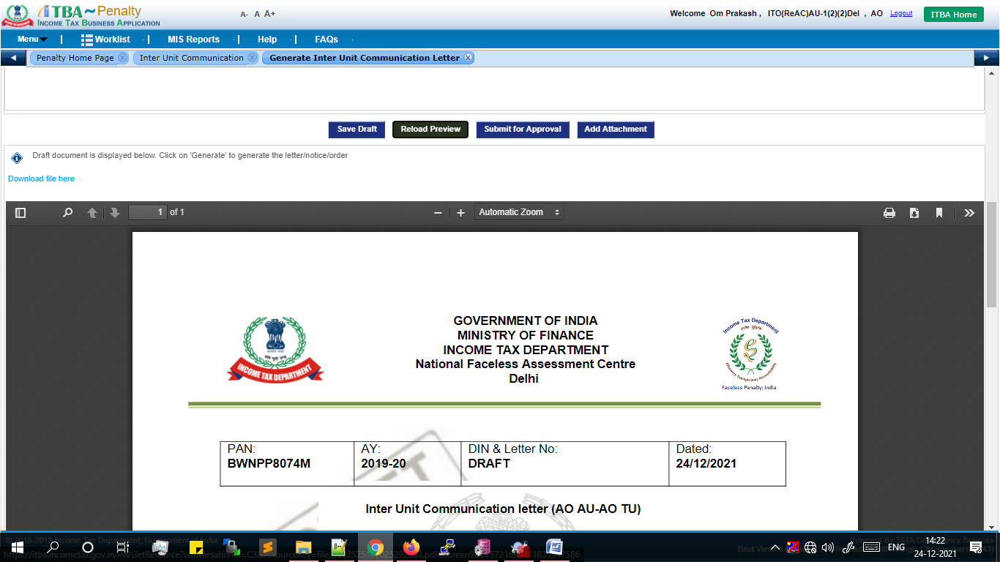 iTBA ~ Penalty
INCOME TAX BUSINESS APPLICATION
A- A A+
Welcome Om Prakash , ITO(ReAC)AU-1(2)(2)Del , AO Logout ITBA Home
Menu | Worklist | MIS Reports | Help | FAQs
Penalty Home Page Inter Unit Communication Generate Inter Unit Communication Letter
Save Draft Reload Preview Submit for Approval Add Attachment
Draft document is displayed below. Click on 'Generate' to generate the letter/notice/order
Download file here
1 of 1 Automatic Zoom
GOVERNMENT OF INDIA
MINISTRY OF FINANCE
INCOME TAX DEPARTMENT
National Faceless Assessment Centre
Delhi
INCOME TAX DEPARTMENT
Income Tax Department
Faceless Penalty: India
PAN: AY: DIN & Letter No: Dated:
BWNPP8074M 2019-20 DRAFT 24/12/2021
Inter Unit Communication letter (AO AU-AO TU)
ENG
14:22
24-12-2021